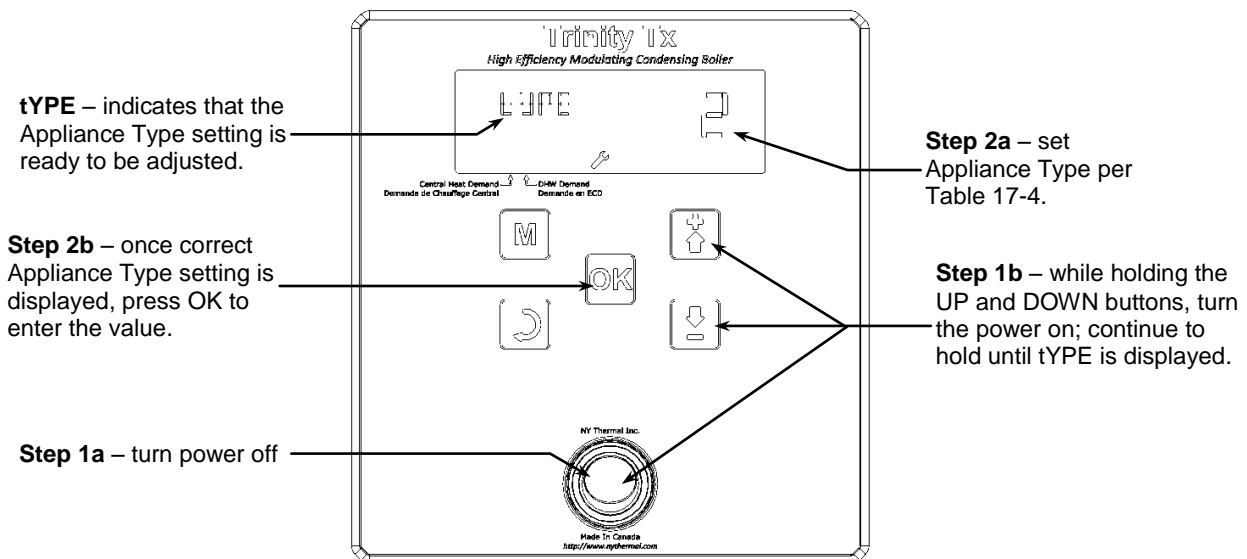 Trinity Tx
High Efficiency Modulating Condensing Boiler
tYPE – indicates that the
Appliance Type setting is
ready to be adjusted.
tYPE 2
Step 2a – set
Appliance Type per
Table 17-4.
Central Heat Demand
Demande de Chauffage Central
DHW Demand
Demande en ECD
Step 2b – once correct
Appliance Type setting is
displayed, press OK to
enter the value.
M
OK
Step 1b – while holding the
UP and DOWN buttons, turn
the power on; continue to
hold until tYPE is displayed.
Step 1a – turn power off
NY Thermal Inc.
Made In Canada
http://www.nythermal.com